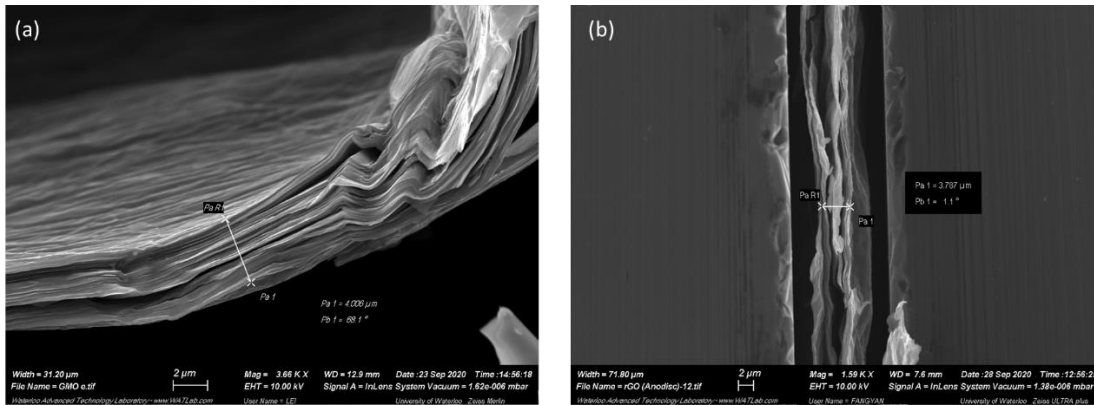 (a)
Pa R1
Pa 1
Pa 1 = 4.006 µm
Pb 1 = 68.1 °
Width = 31.20 µm
File Name = GMO e.tif
2 µm
Mag = 3.66 K X
EHT = 10.00 kV
WD = 12.9 mm
Signal A = InLens
Date :23 Sep 2020
System Vacuum = 1.62e-006 mbar
Time :14:56:18
Waterloo Advanced Technology Laboratory - www.WATLab.com
User Name = LEI
University of Waterloo Zeiss Merlin
(b)
Pa R1
Pa 1
Pa 1 = 3.787 µm
Pb 1 = 1.1 °
Width = 71.80 µm
File Name = rGO (Anodisc)-12.tif
2 µm
Mag = 1.59 K X
EHT = 10.00 kV
WD = 7.6 mm
Signal A = InLens
Date :28 Sep 2020
System Vacuum = 1.38e-006 mbar
Time :12:56:2
Waterloo Advanced Technology Laboratory - www.WATLab.com
User Name = FANGYAN
University of Waterloo Zeiss ULTRA plus